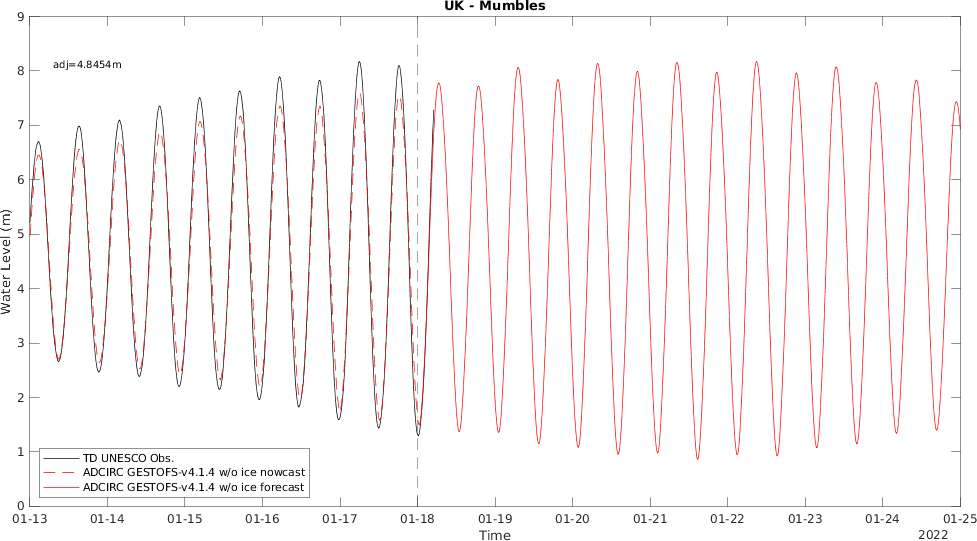 UK - Mumbles
9
8
7
6
5
4
3
2
1
0
Water Level (m)
adj=4.8454m
TD UNESCO Obs.
ADCIRC GESTOFS-v4.1.4 w/o ice nowcast
ADCIRC GESTOFS-v4.1.4 w/o ice forecast
01-13 01-14 01-15 01-16 01-17 01-18 01-19 01-20 01-21 01-22 01-23 01-24 01-25
Time
2022